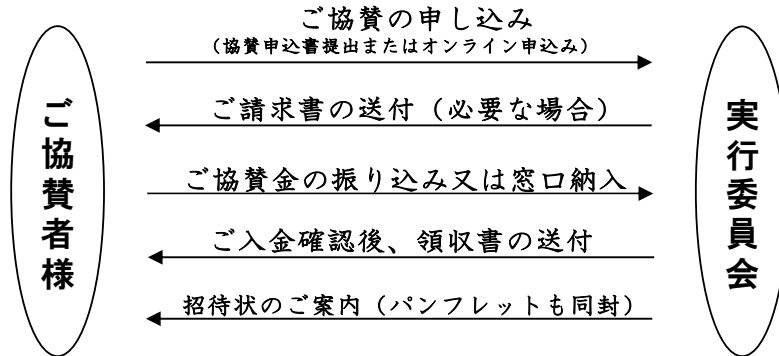 ご協賛の申し込み
（協賛申込書提出またはオンライン申込み）
ご請求書の送付（必要な場合）
ご協賛金の振り込み又は窓口納入
ご入金確認後、領収書の送付
招待状のご案内（パンフレットも同封）
ご協賛者様
実行委員会